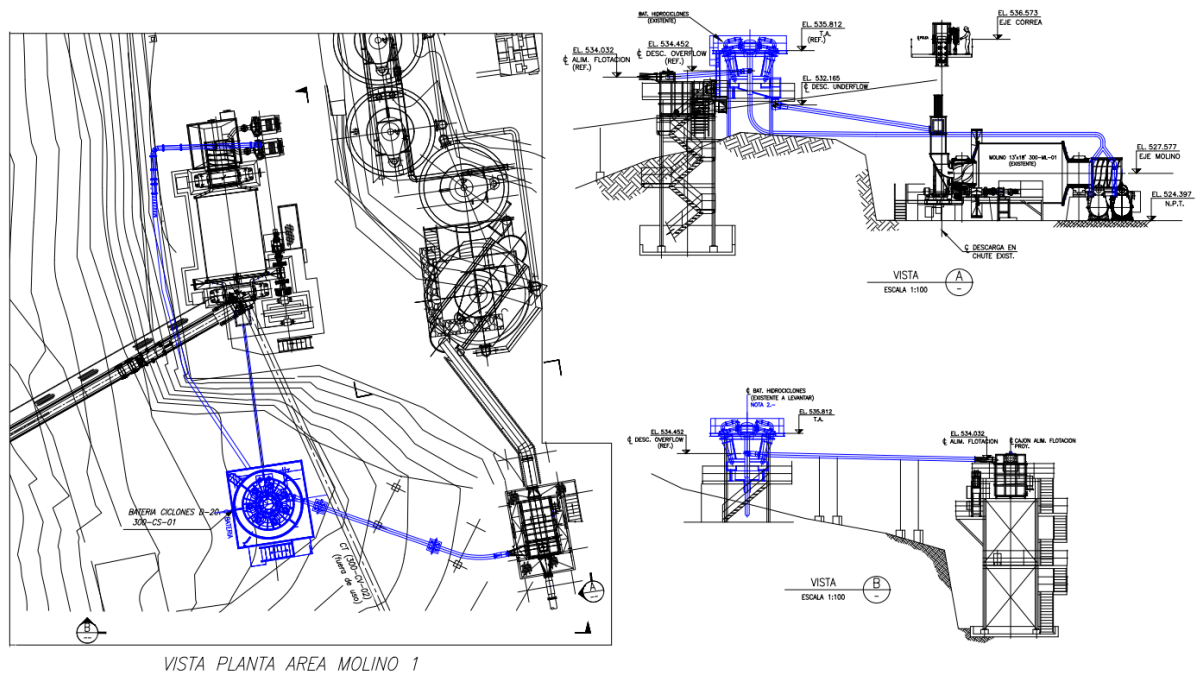 BATERIA CICLONES D-20.
300-CS-01
BATERIA
CT (300-CV-02)
(fuera de uso)
A
B
VISTA PLANTA AREA MOLINO 1
BAT. HIDROCICLONES
(EXISTENTE)
EL. 535.812
T.A.
(REF.)
EL. 536.573
EJE CORREA
EL. 534.032
₵ ALIM. FLOTACION
(REF.)
EL. 534.452
₵ DESC. OVERFLOW
(REF.)
EL. 532.165
₵ DESC. UNDERFLOW
MOLINO 13'x18' 300-ML-01
(EXISTENTE)
EL. 527.577
EJE MOLINO
EL. 524.397
N.P.T.
₵ DESCARGA EN
CHUTE EXIST.
VISTA
ESCALA 1:100
A
-
₵ BAT. HIDROCICLONES
(EXISTENTE A LEVANTAR)
NOTA 2.-
EL. 535.812
T.A.
EL. 534.452
₵ DESC. OVERFLOW
(REF.)
EL. 534.032
₵ ALIM. FLOTACION
₵ CAJON ALIM. FLOTACION
PROY.
VISTA
ESCALA 1:100
B
-